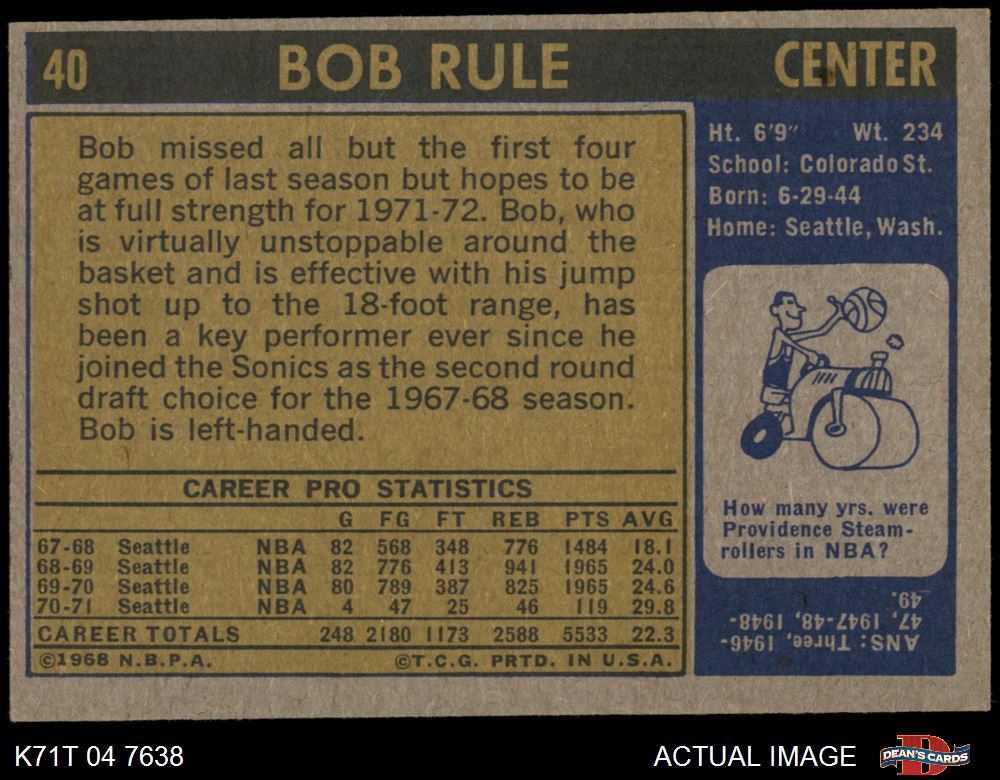 40 BOB RULE CENTER
Bob missed all but the first four
games of last season but hopes to be
at full strength for 1971-72. Bob, who
is virtually unstoppable around the
basket and is effective with his jump
shot up to the 18-foot range, has
been a key performer ever since he
joined the Sonics as the second round
draft choice for the 1967-68 season.
Bob is left-handed.
Ht. 6'9" Wt. 234
School: Colorado St.
Born: 6-29-44
Home: Seattle, Wash.
How many yrs. were
Providence Steam-
rollers in NBA?
ANS: Three, 1946-
47, 1947-48, 1948-
49.
CAREER PRO STATISTICS
G FG FT REB PTS AVG
67-68 Seattle NBA 82 568 348 776 1484 18.1
68-69 Seattle NBA 82 776 413 941 1965 24.0
69-70 Seattle NBA 80 789 387 825 1965 24.6
70-71 Seattle NBA 4 47 25 46 119 29.8
CAREER TOTALS 248 2180 1173 2588 5533 22.3
©1968 N.B.P.A. ©T.C.G. PRTD. IN U.S.A.
K71T 04 7638 ACTUAL IMAGE DEAN'S CARDS